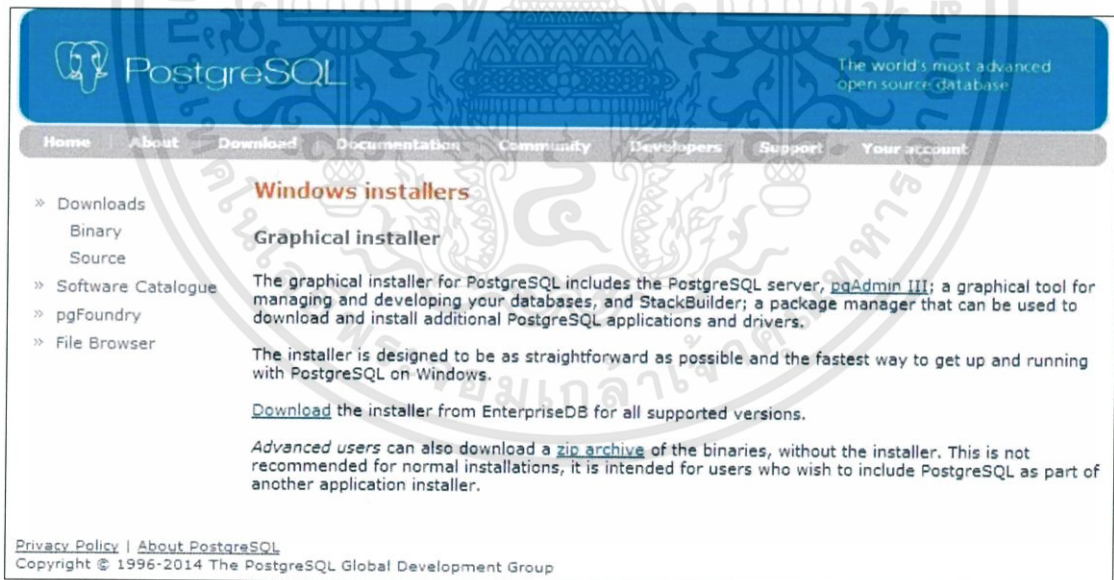 PostgreSQL
The world's most advanced
open source database
Home About Download Documentation Community Developers Support Your account
» Downloads
Binary
Source
» Software Catalogue
» pgFoundry
» File Browser
Windows installers
Graphical installer
The graphical installer for PostgreSQL includes the PostgreSQL server, pgAdmin III; a graphical tool for
managing and developing your databases, and StackBuilder; a package manager that can be used to
download and install additional PostgreSQL applications and drivers.
The installer is designed to be as straightforward as possible and the fastest way to get up and running
with PostgreSQL on Windows.
Download the installer from EnterpriseDB for all supported versions.
Advanced users can also download a zip archive of the binaries, without the installer. This is not
recommended for normal installations, it is intended for users who wish to include PostgreSQL as part of
another application installer.
Privacy Policy | About PostgreSQL
Copyright © 1996-2014 The PostgreSQL Global Development Group